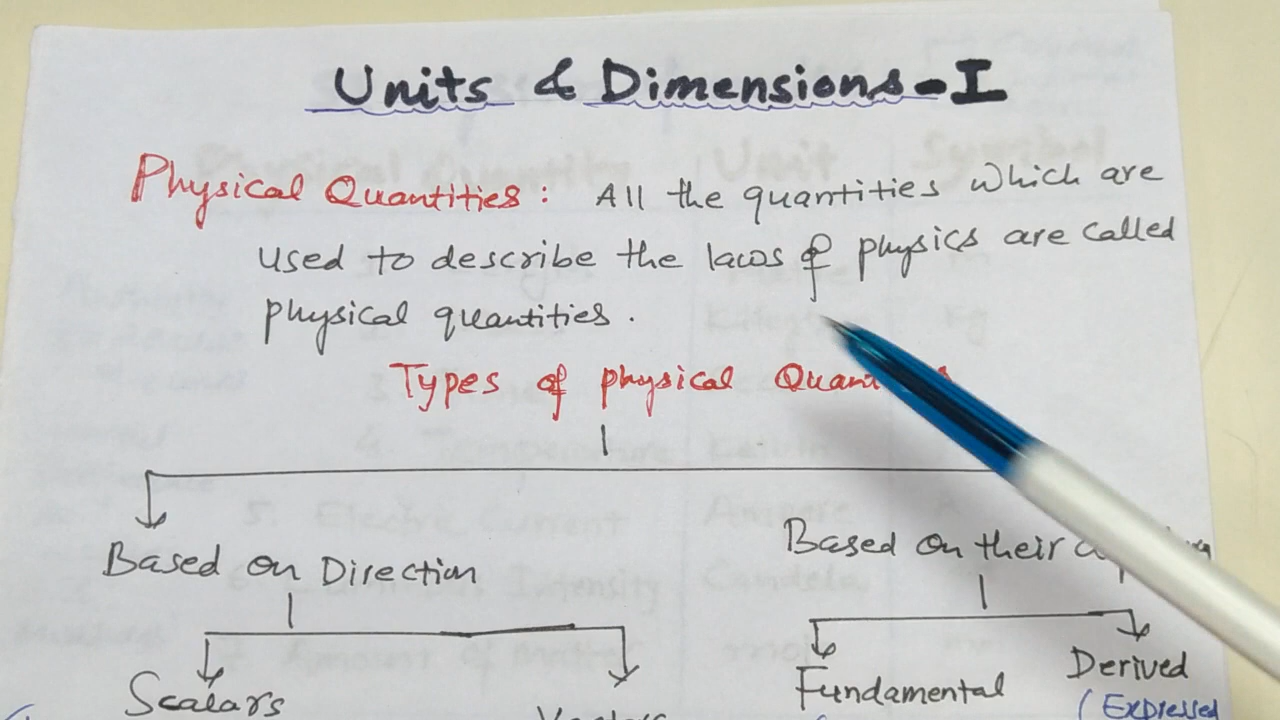 Units & Dimensions-I
Physical Quantities: All the quantities which are
used to describe the laws of physics are called
physical quantities.
Types of physical
Based on Direction
Based on their
Scalars
Vectors
Fundamental
Derived
(Expressed